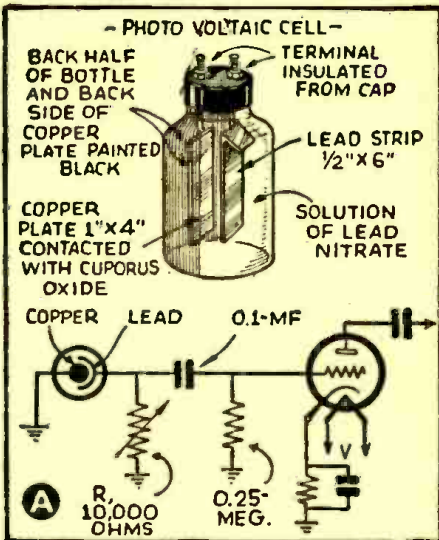 - PHOTO VOLTAIC CELL -
BACK HALF
OF BOTTLE
AND BACK
SIDE OF
COPPER
PLATE PAINTED
BLACK
TERMINAL
INSULATED
FROM CAP
LEAD STRIP
1/2"X6"
COPPER
PLATE 1"X4"
CONTACTED
WITH CUPORUS
OXIDE
SOLUTION
OF LEAD
NITRATE
COPPER
LEAD
0.1-MF
V
A
R,
10,000
OHMS
0.25-
MEG.